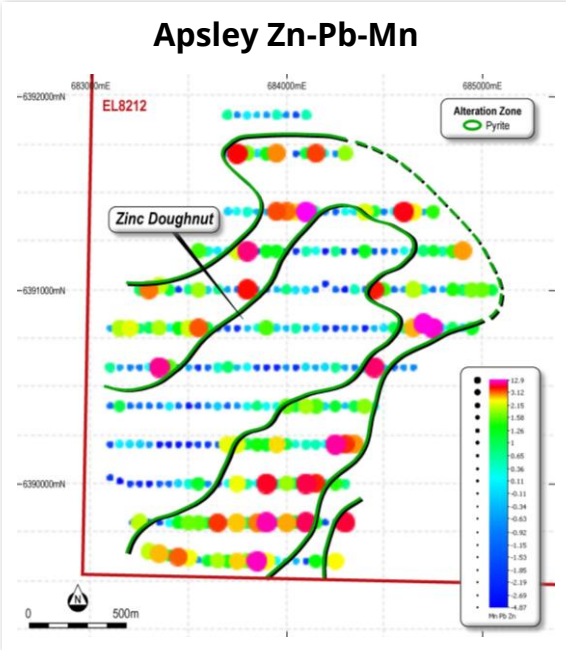 Apsley Zn-Pb-Mn
683000mE
684000mE
685000mE
6392000mN
EL8212
Alteration Zone
Pyrite
Zinc Doughnut
6391000mN
6390000mN
12.9
3.12
2.15
1.58
1.26
1
0.65
0.36
0.11
-0.11
-0.34
-0.63
-0.92
-1.15
-1.53
-1.85
-2.19
-2.69
-4.87
Mn Pb Zn
N
0
500m